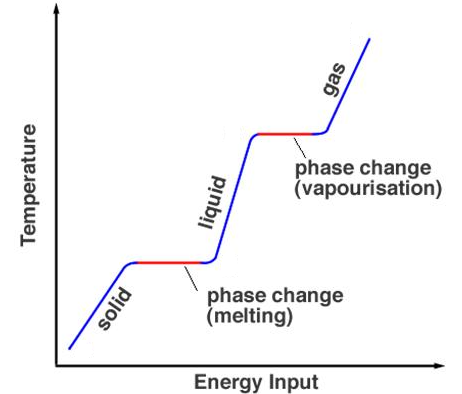 Temperature
gas
phase change
(vapourisation)
liquid
phase change
(melting)
solid
Energy Input